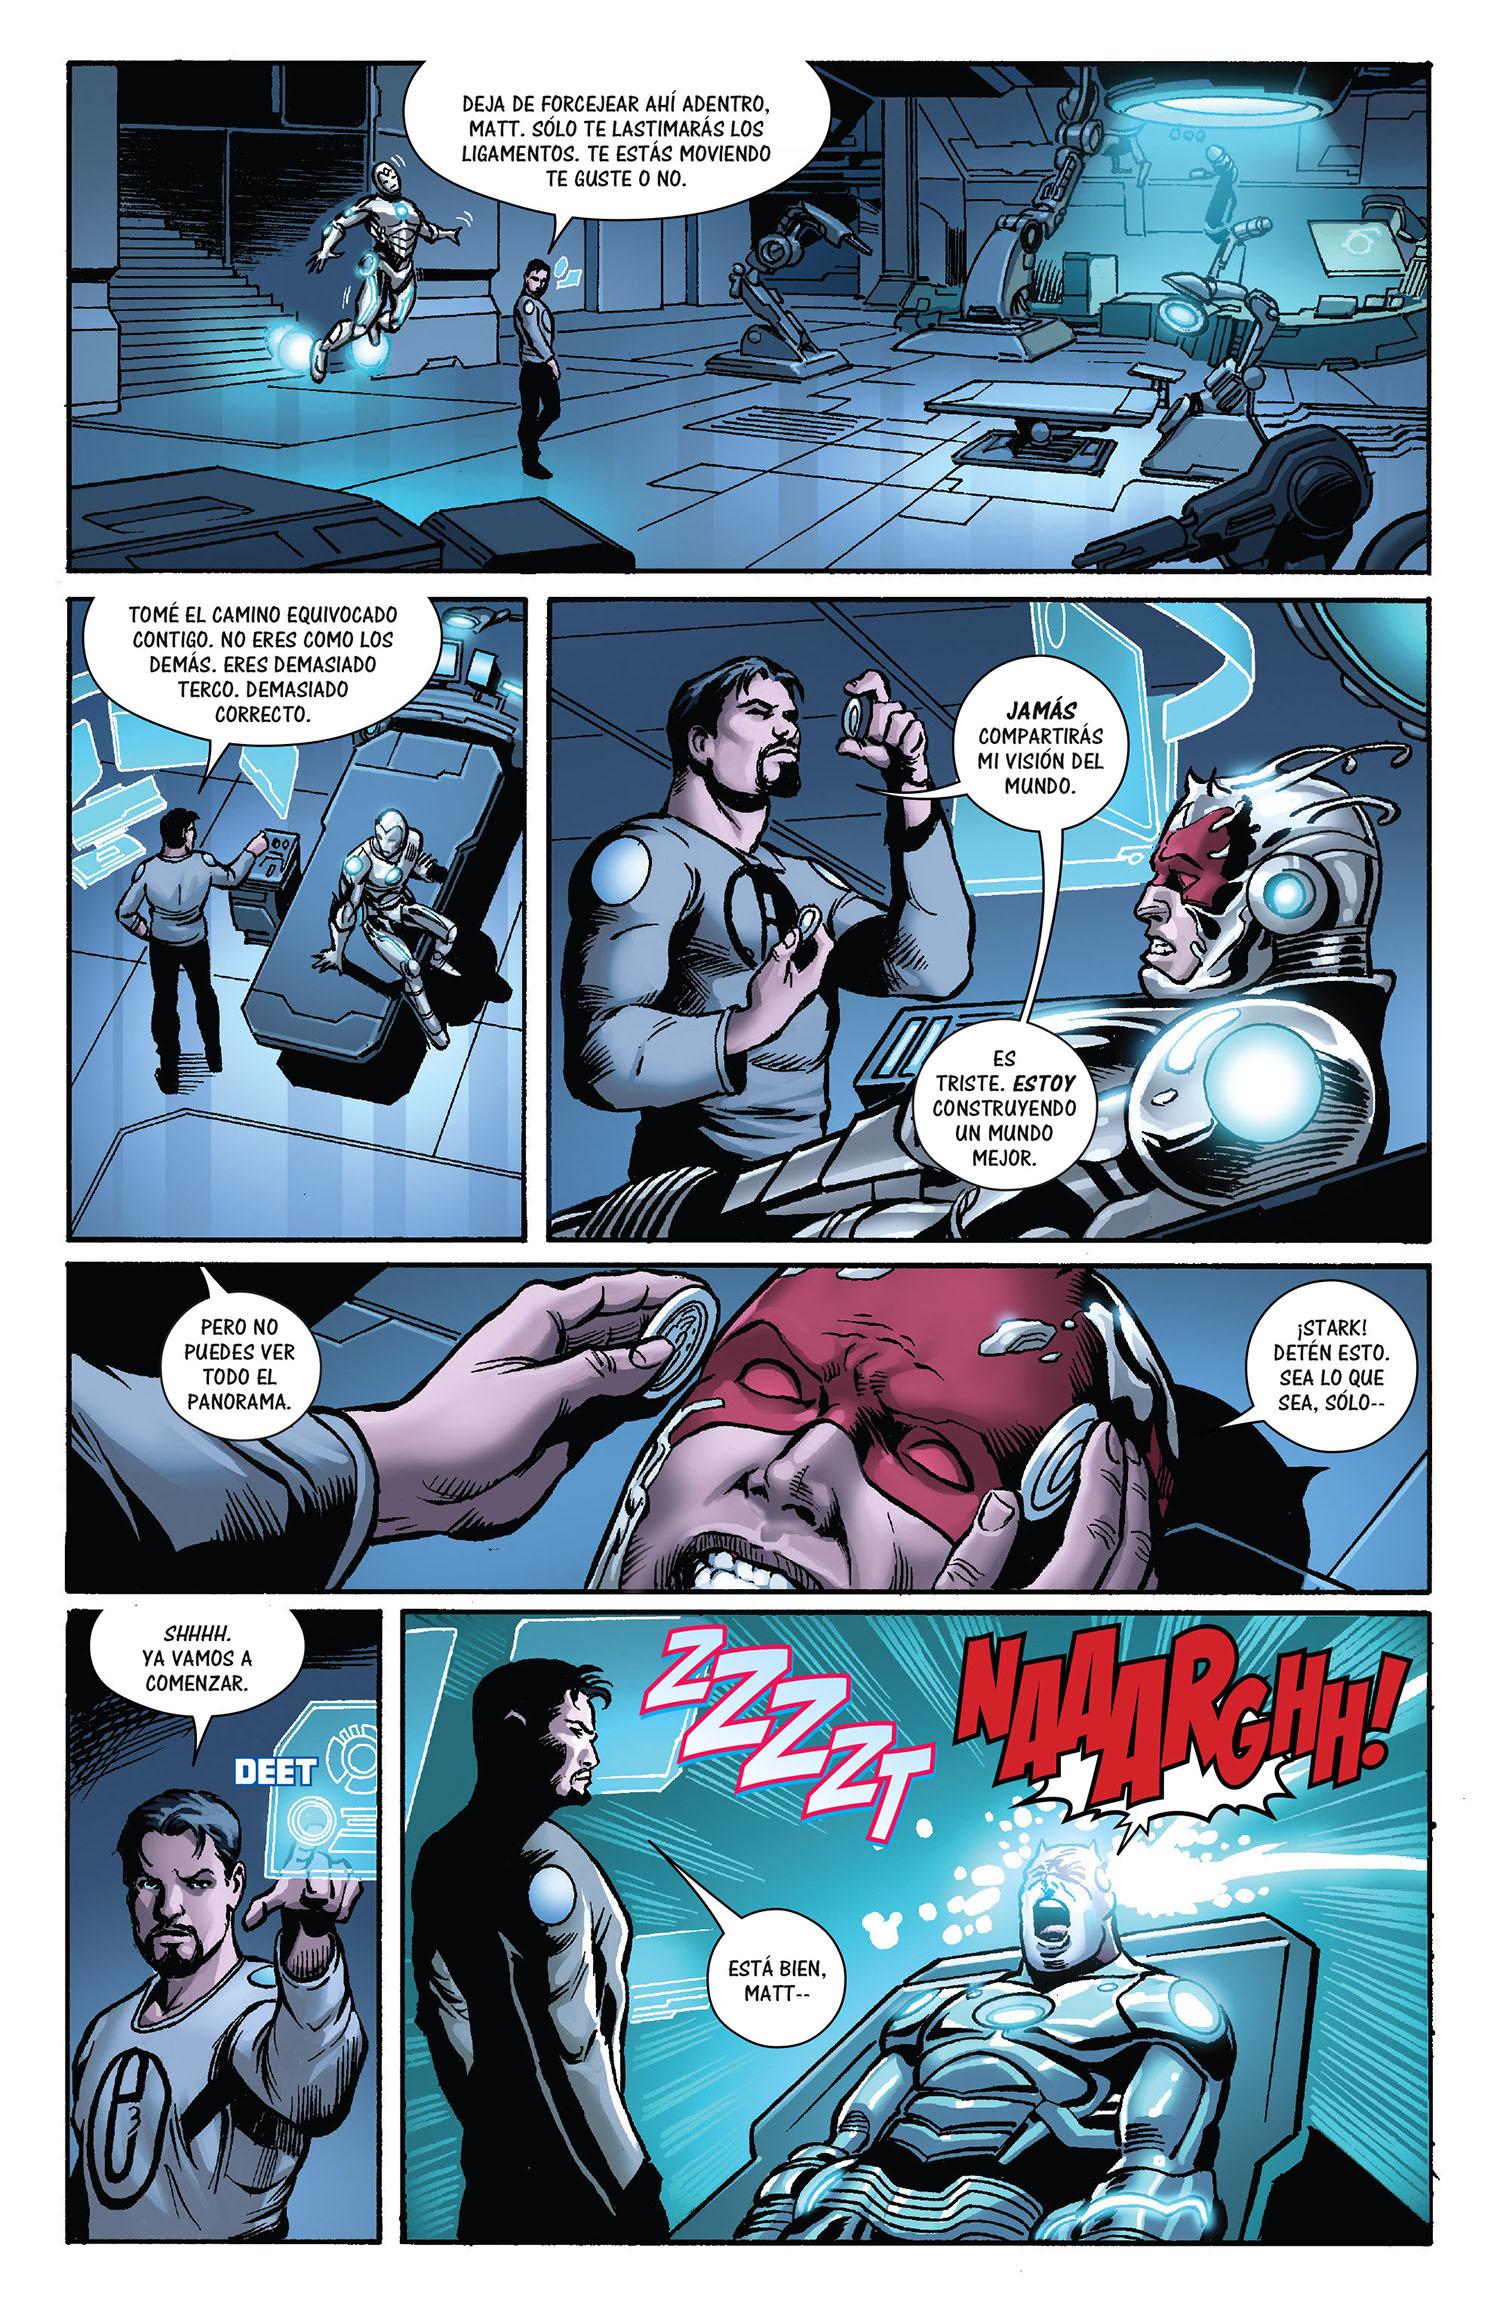 DEJA DE FORCEJEAR AHÍ ADENTRO,
MATT. SÓLO TE LASTIMARÁS LOS
LIGAMENTOS. TE ESTÁS MOVIENDO
TE GUSTE O NO.
TOMÉ EL CAMINO EQUIVOCADO
CONTIGO. NO ERES COMO LOS
DEMÁS. ERES DEMASIADO
TERCO. DEMASIADO
CORRECTO.
JAMÁS
COMPARTIRÁS
MI VISIÓN DEL
MUNDO.
ES
TRISTE. ESTOY
CONSTRUYENDO
UN MUNDO
MEJOR.
PERO NO
PUEDES VER
TODO EL
PANORAMA.
¡STARK!
DETÉN ESTO.
SEA LO QUE
SEA, SÓLO--
SHHHH.
YA VAMOS A
COMENZAR.
DEET
ZZZZZT
NAAAARGHHH!
ESTÁ BIEN,
MATT--